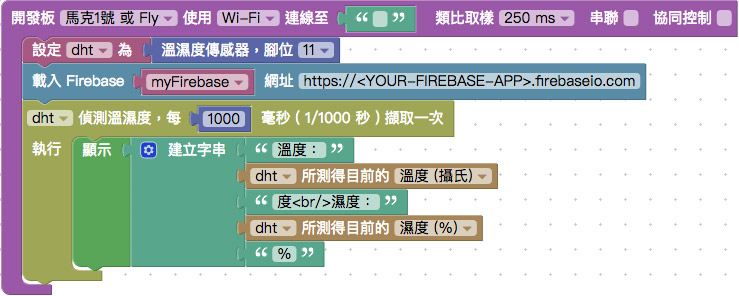 開發板 馬克1號 或 Fly 使用 Wi-Fi 連線至 “ ” 類比取樣 250 ms 串聯 協同控制
設定 dht 為 溫濕度傳感器，腳位 11
載入 Firebase myFirebase 網址 https://<YOUR-FIREBASE-APP>.firebaseio.com
dht 偵測溫濕度，每 1000 毫秒 ( 1/1000 秒 ) 擷取一次
執行 顯示 建立字串 “ 溫度： ”
dht 所測得目前的 溫度 (攝氏)
“ 度<br/>濕度： ”
dht 所測得目前的 濕度 (%)
“ % ”